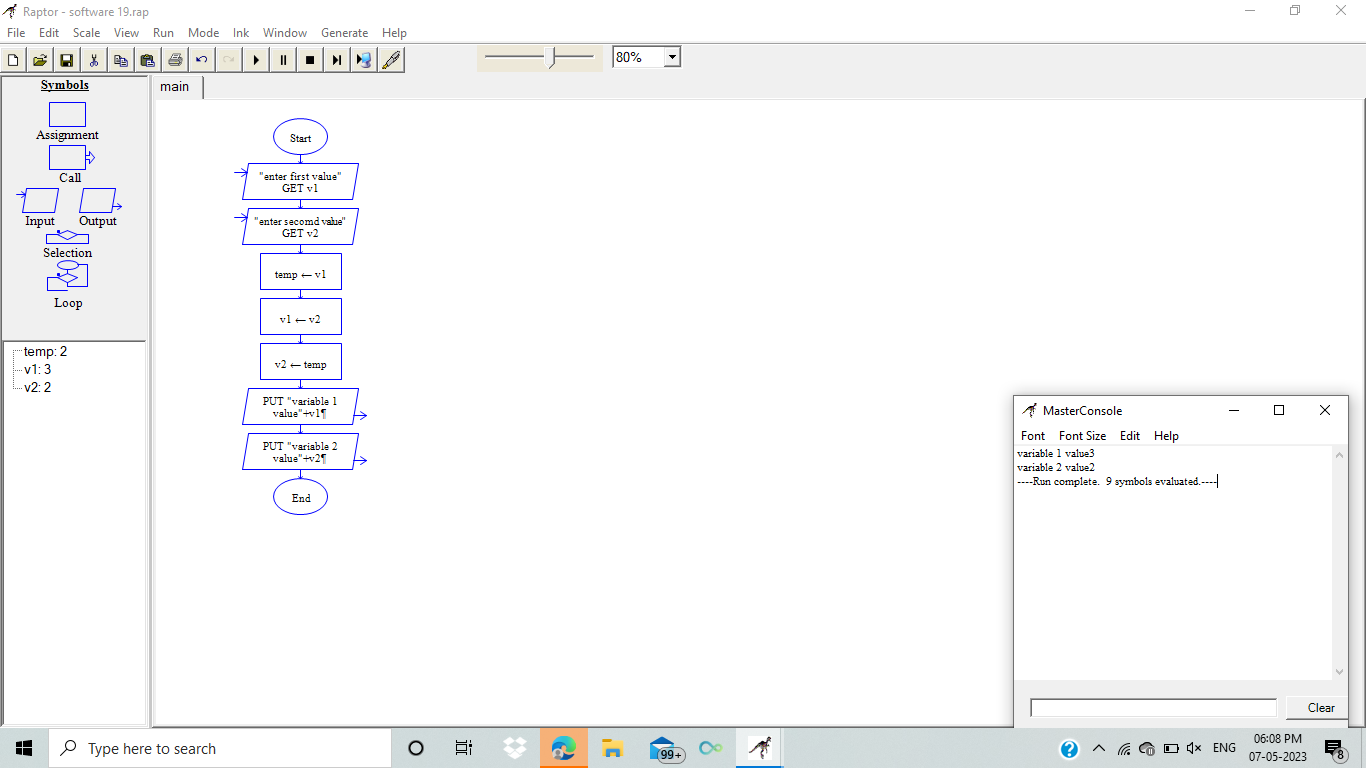 Raptor - software 19.rap
File Edit Scale View Run Mode Ink Window Generate Help
80%
Symbols
Assignment
Call
Input Output
Selection
Loop
temp: 2
v1: 3
v2: 2
main
Start
"enter first value"
GET v1
"enter secomd value"
GET v2
temp ← v1
v1 ← v2
v2 ← temp
PUT "variable 1
value"+v1¶
PUT "variable 2
value"+v2¶
End
MasterConsole
Font Font Size Edit Help
variable 1 value3
variable 2 value2
----Run complete.  9 symbols evaluated.----
Clear
Type here to search
99+
ENG
06:08 PM
07-05-2023
8